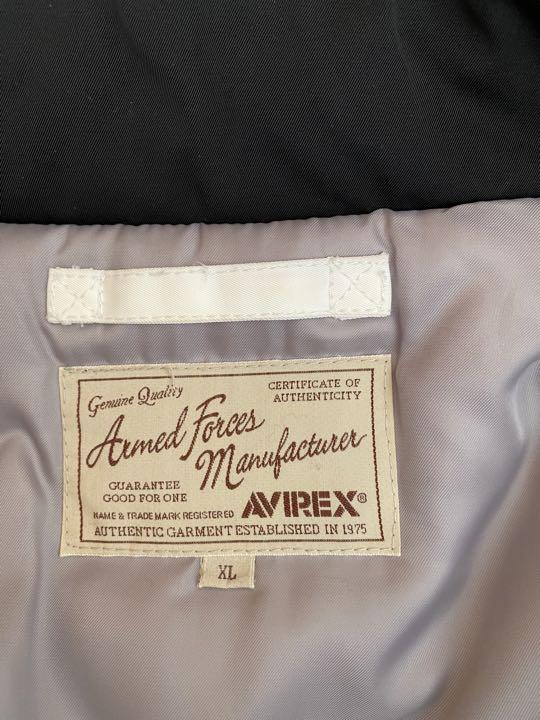 Genuine Quality
CERTIFICATE OF
AUTHENTICITY
Armed Forces
Manufacturer
GUARANTEE
GOOD FOR ONE
NAME & TRADE MARK REGISTERED
AVIREX®
AUTHENTIC GARMENT ESTABLISHED IN 1975
XL